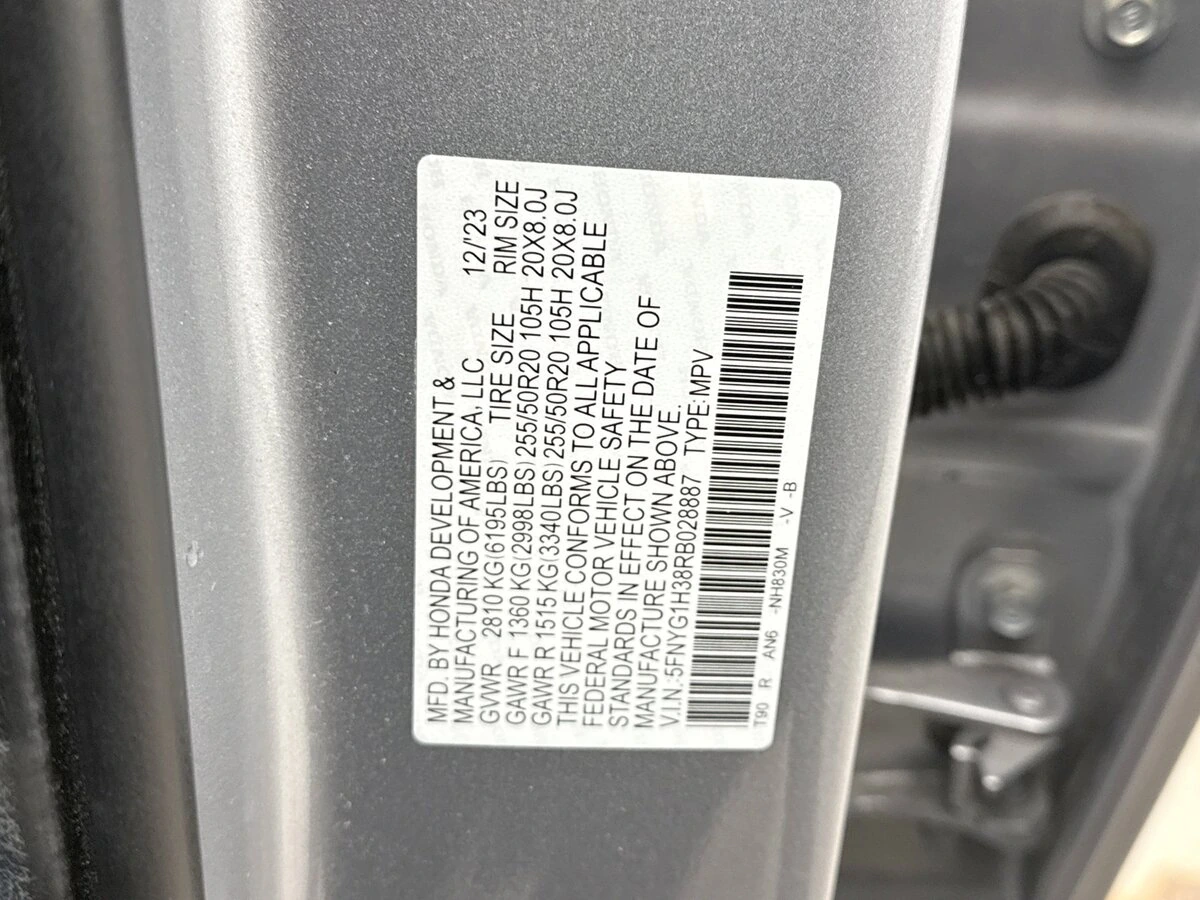 MFD. BY HONDA DEVELOPMENT &
MANUFACTURING OF AMERICA, LLC 12/'23
GVWR 2810 KG(6195LBS) TIRE SIZE RIM SIZE
GAWR F 1360 KG(2998LBS) 255/50R20 105H 20X8.0J
GAWR R 1515 KG(3340LBS) 255/50R20 105H 20X8.0J
THIS VEHICLE CONFORMS TO ALL APPLICABLE
FEDERAL MOTOR VEHICLE SAFETY
STANDARDS IN EFFECT ON THE DATE OF
MANUFACTURE SHOWN ABOVE.
V.I.N.:5FNYG1H38RB028887 TYPE:MPV
T90 R AN6 -NH830M -V -B